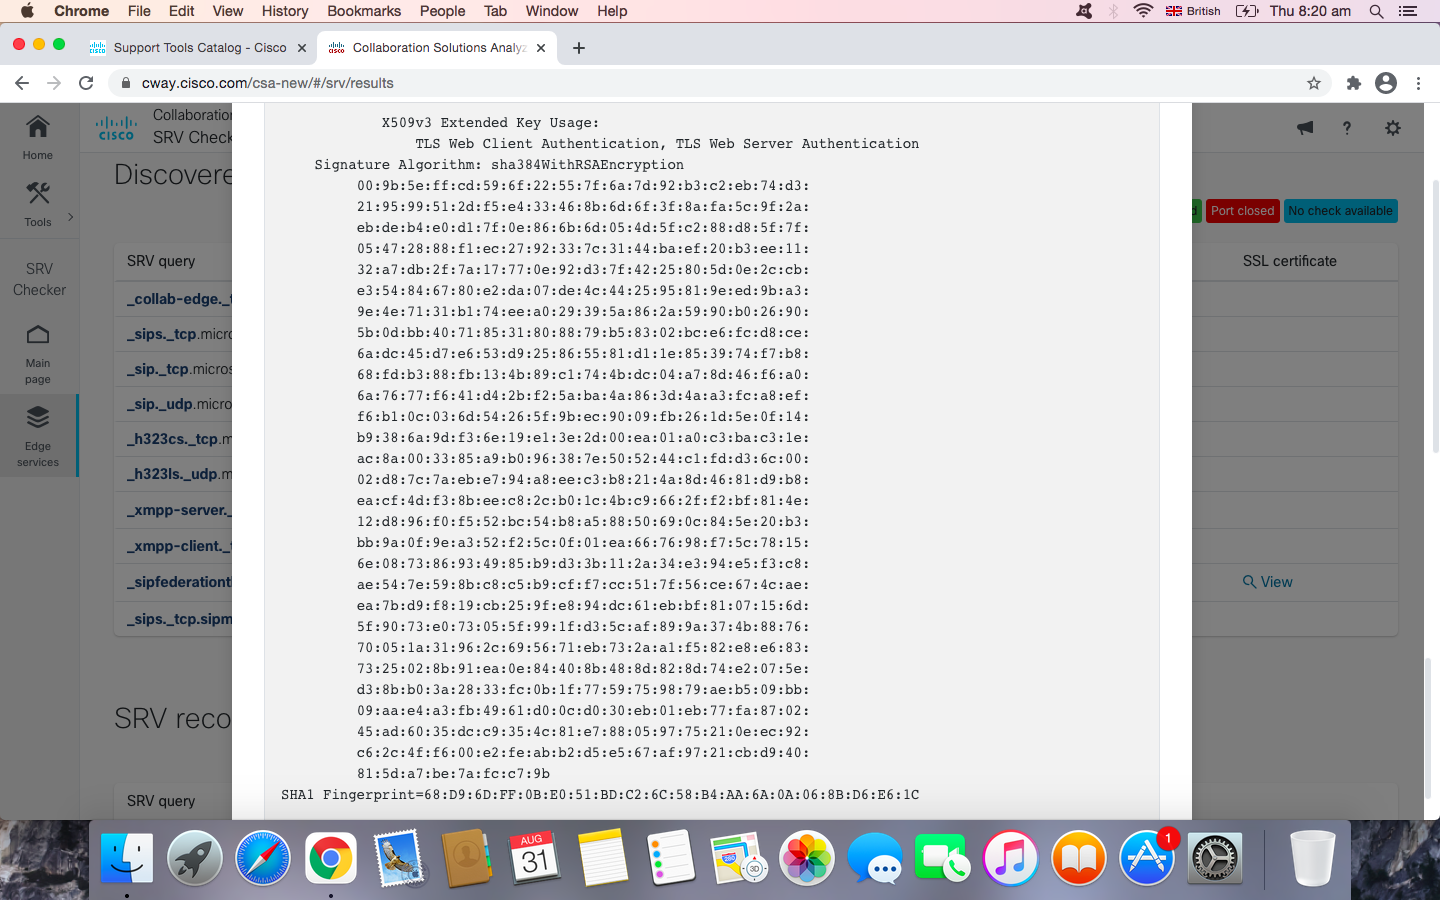 Chrome File Edit View History Bookmarks People Tab Window Help British Thu 8:20 am
Support Tools Catalog - Cisco
Collaboration Solutions Analyz
cway.cisco.com/csa-new/#/srv/results
Home
Tools
SRV
Checker
Main
page
Edge
services
cisco
Collaboration
SRV Check
?
Discovere
d
Port closed
No check available
SRV query
SSL certificate
_collab-edge._t
_sips._tcp.micro
_sip._tcp.micros
_sip._udp.micro
_h323cs._tcp.m
_h323ls._udp.m
_xmpp-server._
_xmpp-client._t
_sipfederationt
View
_sips._tcp.sipm
SRV reco
SRV query
X509v3 Extended Key Usage:
TLS Web Client Authentication, TLS Web Server Authentication
Signature Algorithm: sha384WithRSAEncryption
00:9b:5e:ff:cd:59:6f:22:55:7f:6a:7d:92:b3:c2:eb:74:d3:
21:95:99:51:2d:f5:e4:33:46:8b:6d:6f:3f:8a:fa:5c:9f:2a:
eb:de:b4:e0:d1:7f:0e:86:6b:6d:05:4d:5f:c2:88:d8:5f:7f:
05:47:28:88:f1:ec:27:92:33:7c:31:44:ba:ef:20:b3:ee:11:
32:a7:db:2f:7a:17:77:0e:92:d3:7f:42:25:80:5d:0e:2c:cb:
e3:54:84:67:80:e2:da:07:de:4c:44:25:95:81:9e:ed:9b:a3:
9e:4e:71:31:b1:74:ee:a0:29:39:5a:86:2a:59:90:b0:26:90:
5b:0d:bb:40:71:85:31:80:88:79:b5:83:02:bc:e6:fc:d8:ce:
6a:dc:45:d7:e6:53:d9:25:86:55:81:d1:1e:85:39:74:f7:b8:
68:fd:b3:88:fb:13:4b:89:c1:74:4b:dc:04:a7:8d:46:f6:a0:
6a:76:77:f6:41:d4:2b:f2:5a:ba:4a:86:3d:4a:a3:fc:a8:ef:
f6:b1:0c:03:6d:54:26:5f:9b:ec:90:09:fb:26:1d:5e:0f:14:
b9:38:6a:9d:f3:6e:19:e1:3e:2d:00:ea:01:a0:c3:ba:c3:1e:
ac:8a:00:33:85:a9:b0:96:38:7e:50:52:44:c1:fd:d3:6c:00:
02:d8:7c:7a:eb:e7:94:a8:ee:c3:b8:21:4a:8d:46:81:d9:b8:
ea:cf:4d:f3:8b:ee:c8:2c:b0:1c:4b:c9:66:2f:f2:bf:81:4e:
12:d8:96:f0:f5:52:bc:54:b8:a5:88:50:69:0c:84:5e:20:b3:
bb:9a:0f:9e:a3:52:f2:5c:0f:01:ea:66:76:98:f7:5c:78:15:
6e:08:73:86:93:49:85:b9:d3:3b:11:2a:34:e3:94:e5:f3:c8:
ae:54:7e:59:8b:c8:c5:b9:cf:f7:cc:51:7f:56:ce:67:4c:ae:
ea:7b:d9:f8:19:cb:25:9f:e8:94:dc:61:eb:bf:81:07:15:6d:
5f:90:73:e0:73:05:5f:99:1f:d3:5c:af:89:9a:37:4b:88:76:
70:05:1a:31:96:2c:69:56:71:eb:73:2a:a1:f5:82:e8:e6:83:
73:25:02:8b:91:ea:0e:84:40:8b:48:8d:82:8d:74:e2:07:5e:
d3:8b:b0:3a:28:33:fc:0b:1f:77:59:75:98:79:ae:b5:09:bb:
09:aa:e4:a3:fb:49:61:d0:0c:d0:30:eb:01:eb:77:fa:87:02:
45:ad:60:35:dc:c9:35:4c:81:e7:88:05:97:75:21:0e:ec:92:
c6:2c:4f:f6:00:e2:fe:ab:b2:d5:e5:67:af:97:21:cb:d9:40:
81:5d:a7:be:7a:fc:c7:9b
SHA1 Fingerprint=68:D9:6D:FF:0B:E0:51:BD:C2:6C:58:B4:AA:6A:0A:06:8B:D6:E6:1C
AUG
31
280
3D
1